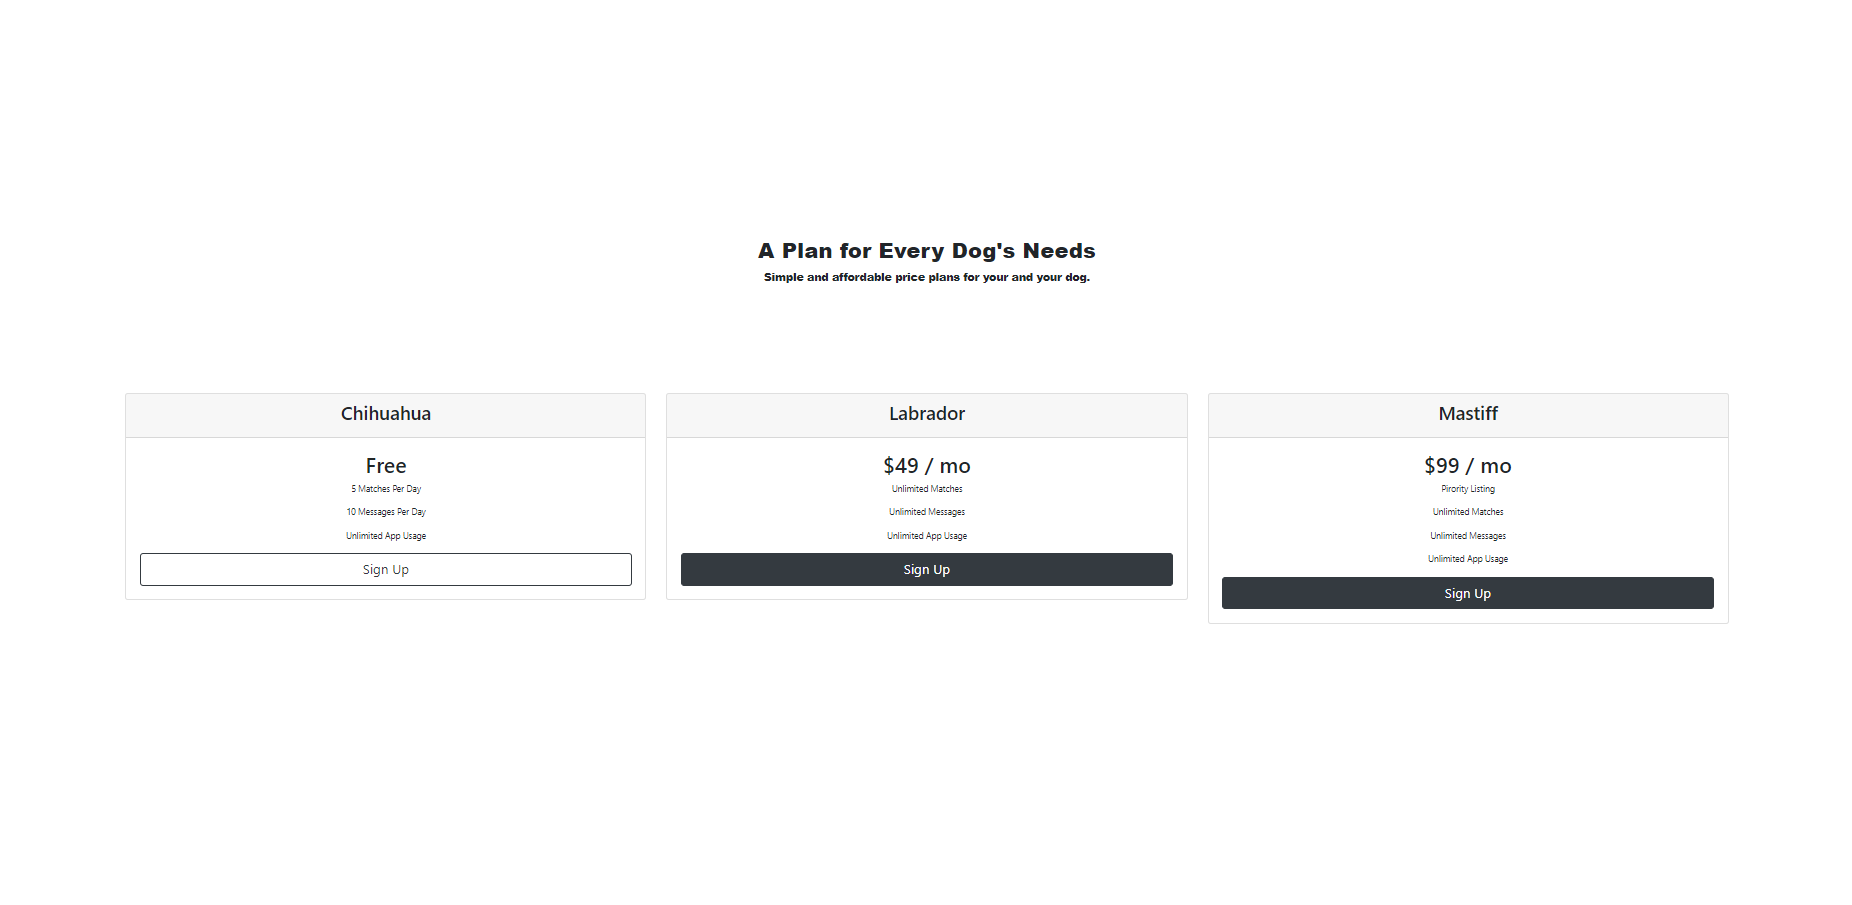 A Plan for Every Dog's Needs
Simple and affordable price plans for your and your dog.
Chihuahua
Free
5 Matches Per Day
10 Messages Per Day
Unlimited App Usage
Sign Up
Labrador
$49 / mo
Unlimited Matches
Unlimited Messages
Unlimited App Usage
Sign Up
Mastiff
$99 / mo
Pirority Listing
Unlimited Matches
Unlimited Messages
Unlimited App Usage
Sign Up